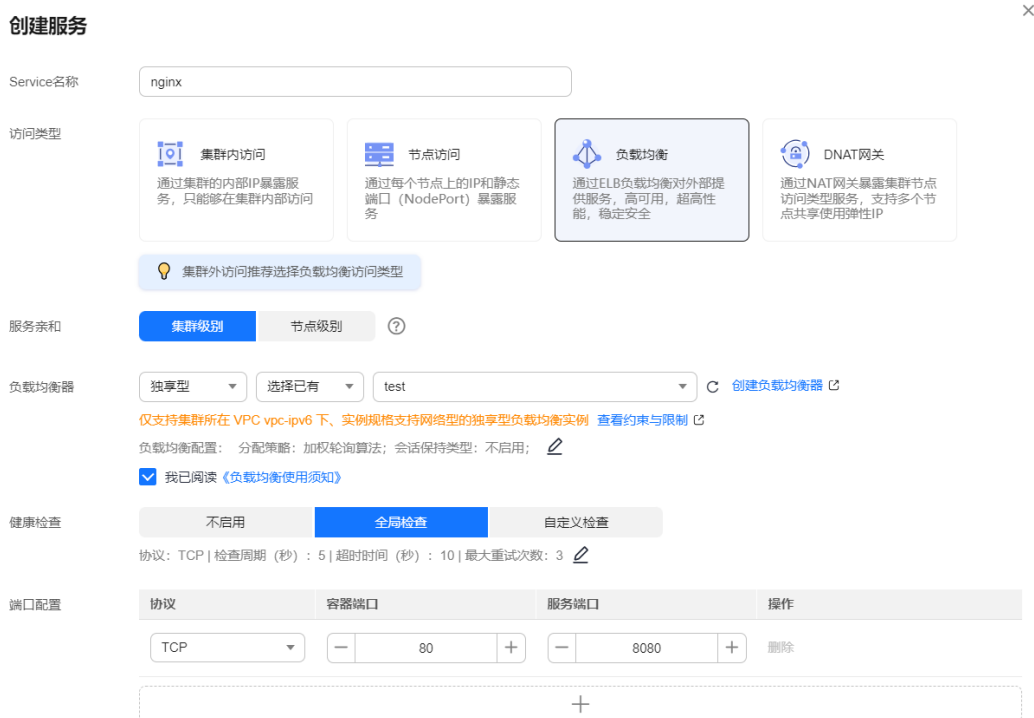 创建服务
Service名称
nginx
访问类型
集群内访问
通过集群的内部IP暴露服
务，只能够在集群内部访问
节点访问
通过每个节点上的IP和静态
端口（NodePort）暴露服
务
负载均衡
通过ELB负载均衡对外部提
供服务，高可用，超高性
能，稳定安全
DNAT网关
通过NAT网关暴露集群节点
访问类型服务，支持多个节
点共享使用弹性IP
集群外访问推荐选择负载均衡访问类型
服务亲和
集群级别
节点级别
?
负载均衡器
独享型
选择已有
test
创建负载均衡器
仅支持集群所在 VPC vpc-ipv6 下、实例规格支持网络型的独享型负载均衡实例 查看约束与限制
负载均衡配置： 分配策略：加权轮询算法；会话保持类型：不启用；
我已阅读《负载均衡使用须知》
健康检查
不启用
全局检查
自定义检查
协议：TCP | 检查周期（秒）：5 | 超时时间（秒）：10 | 最大重试次数：3
端口配置
协议 容器端口 服务端口 操作
TCP 80 8080 删除